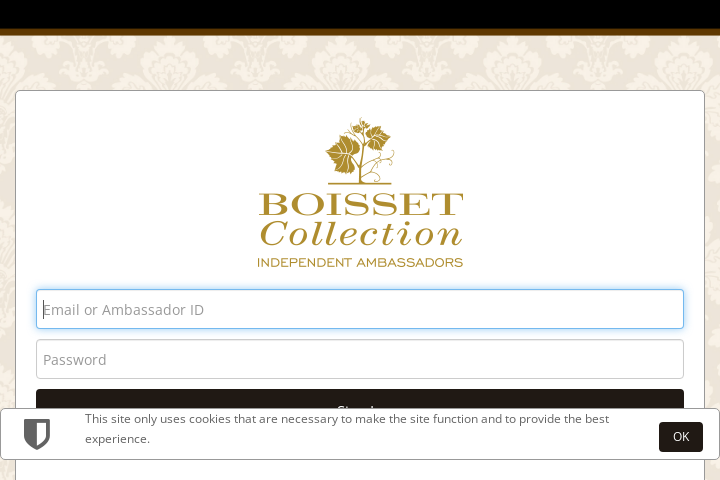 BOISSET
Collection
INDEPENDENT AMBASSADORS
Email or Ambassador ID
Password
This site only uses cookies that are necessary to make the site function and to provide the best
experience.
OK